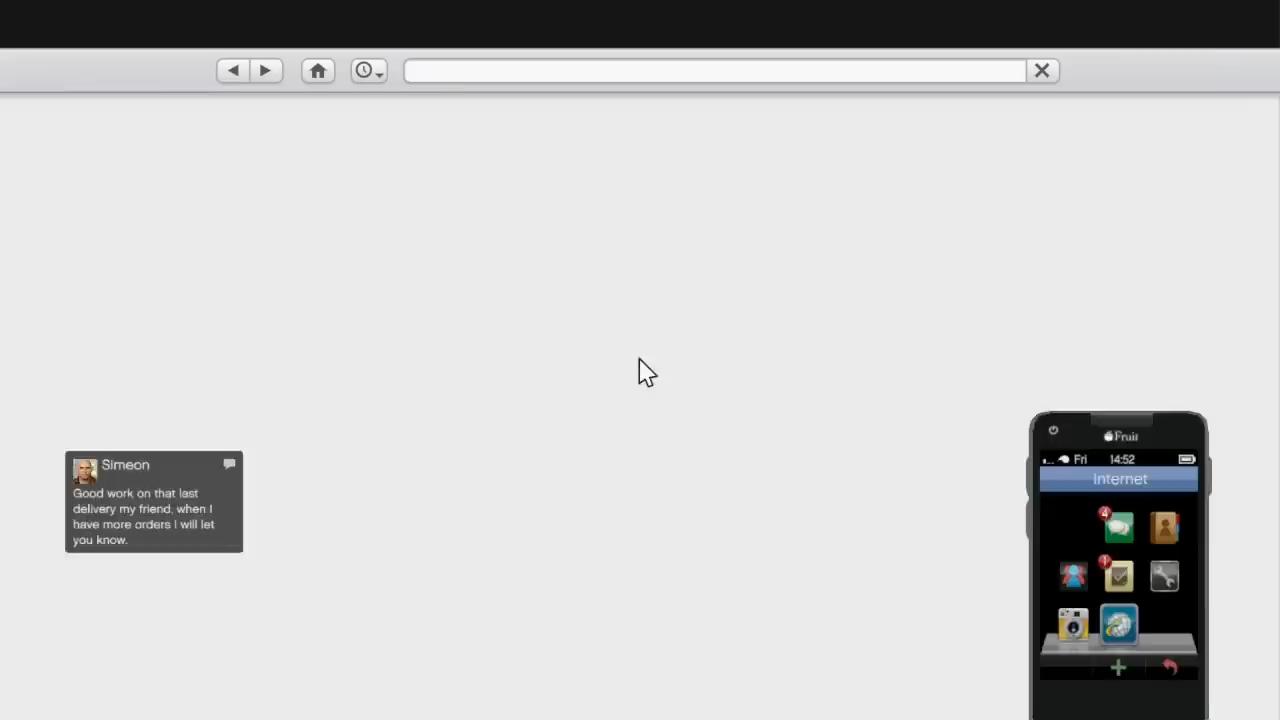 Simeon
Good work on that last
delivery my friend, when I
have more orders I will let
you know.
Fruit
Fri 14:52
Internet
4
1